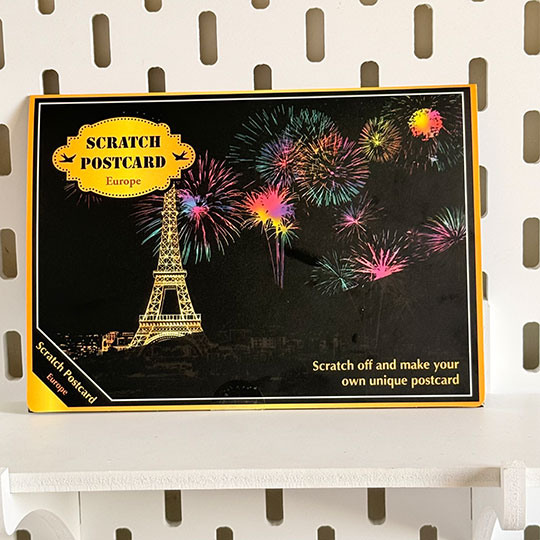 SCRATCH
POSTCARD
Europe
Scratch Postcard
Europe
Scratch off and make your
own unique postcard